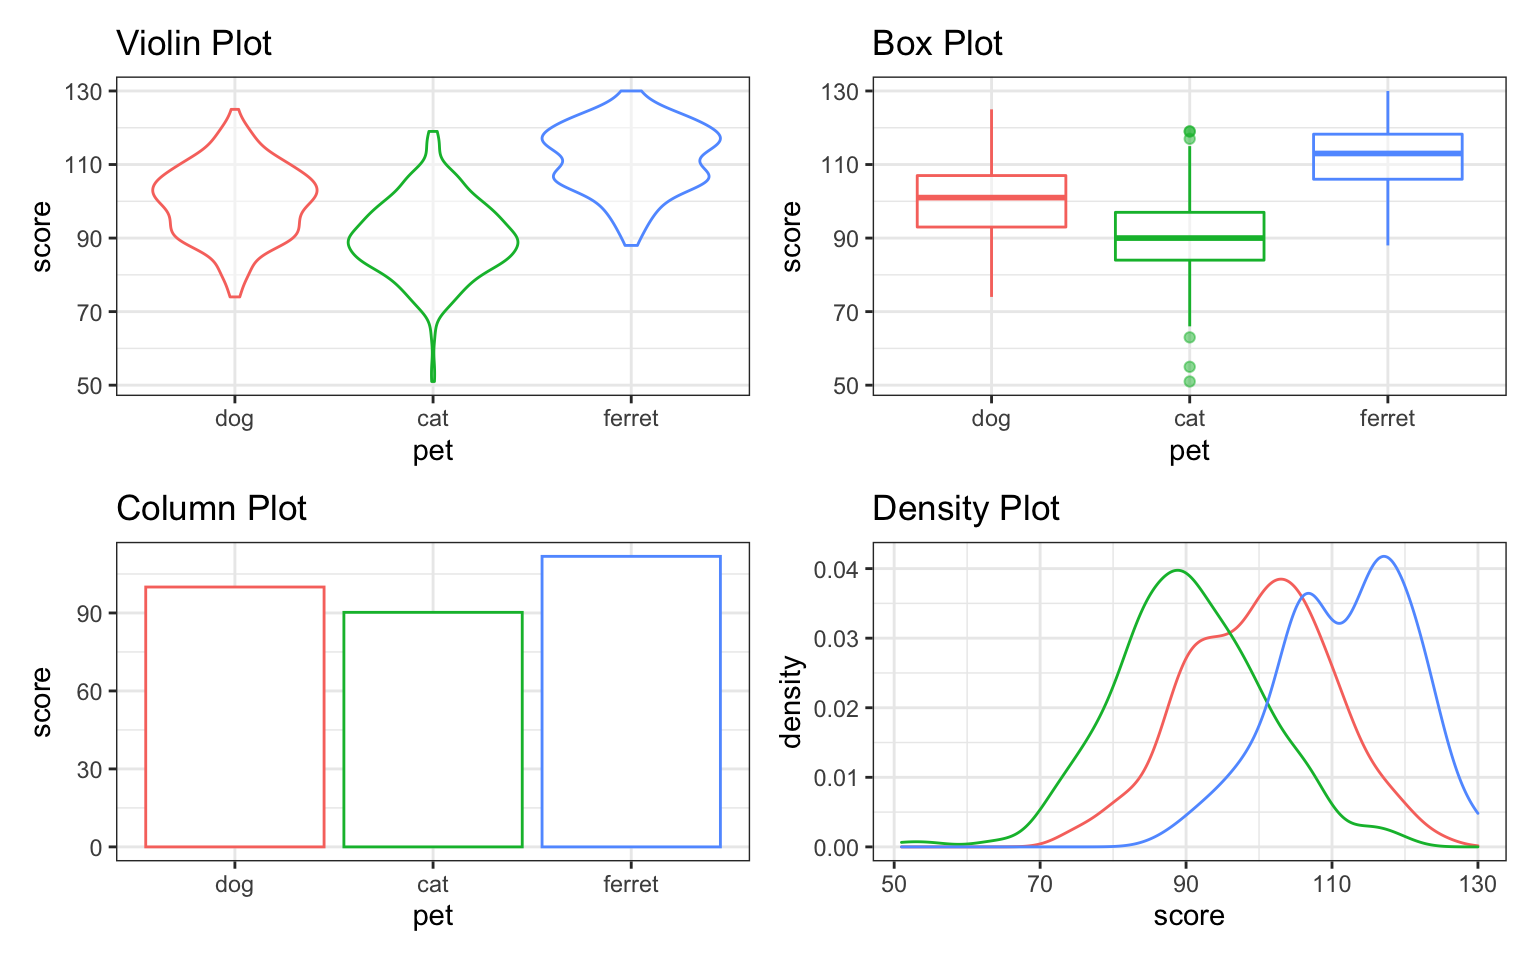 Violin Plot
130
110
90
70
50
score
dog cat ferret
pet
Box Plot
130
110
90
70
50
score
dog cat ferret
pet
Column Plot
90
60
30
0
score
dog cat ferret
pet
Density Plot
0.04
0.03
0.02
0.01
0.00
density
50 70 90 110 130
score